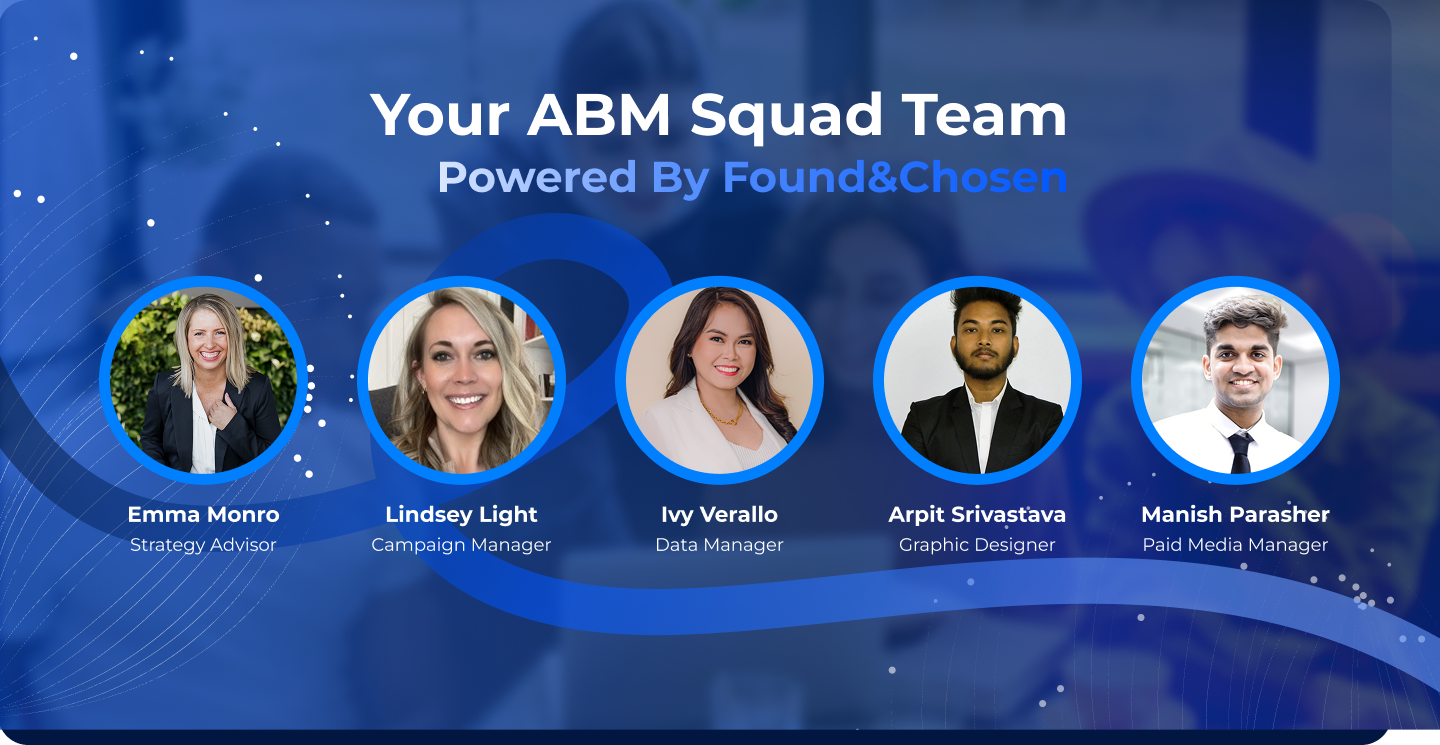 Your ABM Squad Team
Powered By Found&Chosen
Emma Monro
Strategy Advisor
Lindsey Light
Campaign Manager
Ivy Verallo
Data Manager
Arpit Srivastava
Graphic Designer
Manish Parasher
Paid Media Manager